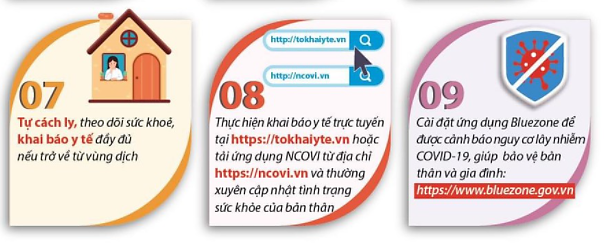 07
Tự cách ly, theo dõi sức khoẻ,
khai báo y tế đầy đủ
nếu trở về từ vùng dịch
http://tokhaiyte.vn
http://ncovi.vn
08
Thực hiện khai báo y tế trực tuyến
tại https://tokhaiyte.vn hoặc
tải ứng dụng NCOVI từ địa chỉ
https://ncovi.vn và thường
xuyên cập nhật tình trạng
sức khỏe của bản thân
09
Cài đặt ứng dụng Bluezone để
được cảnh báo nguy cơ lây nhiễm
COVID-19, giúp bảo vệ bản
thân và gia đình:
https://www.bluezone.gov.vn